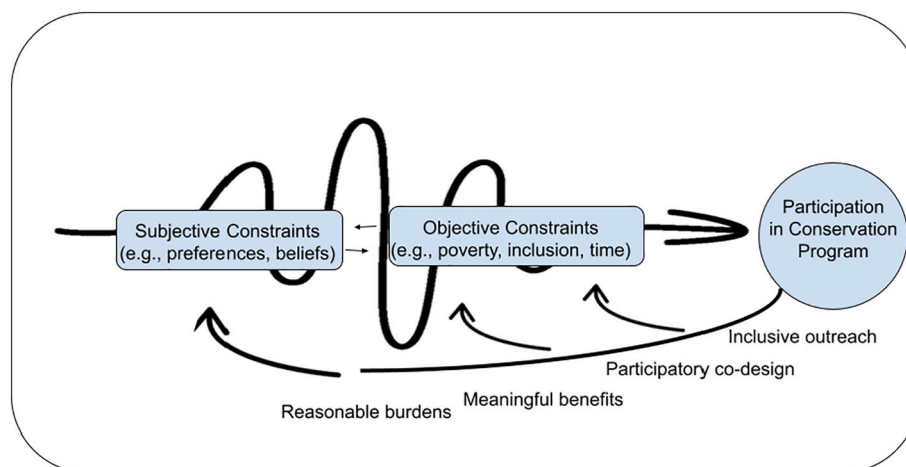 Subjective Constraints
(e.g., preferences, beliefs)
Objective Constraints
(e.g., poverty, inclusion, time)
Participation
in Conservation
Program
Inclusive outreach
Participatory co-design
Meaningful benefits
Reasonable burdens